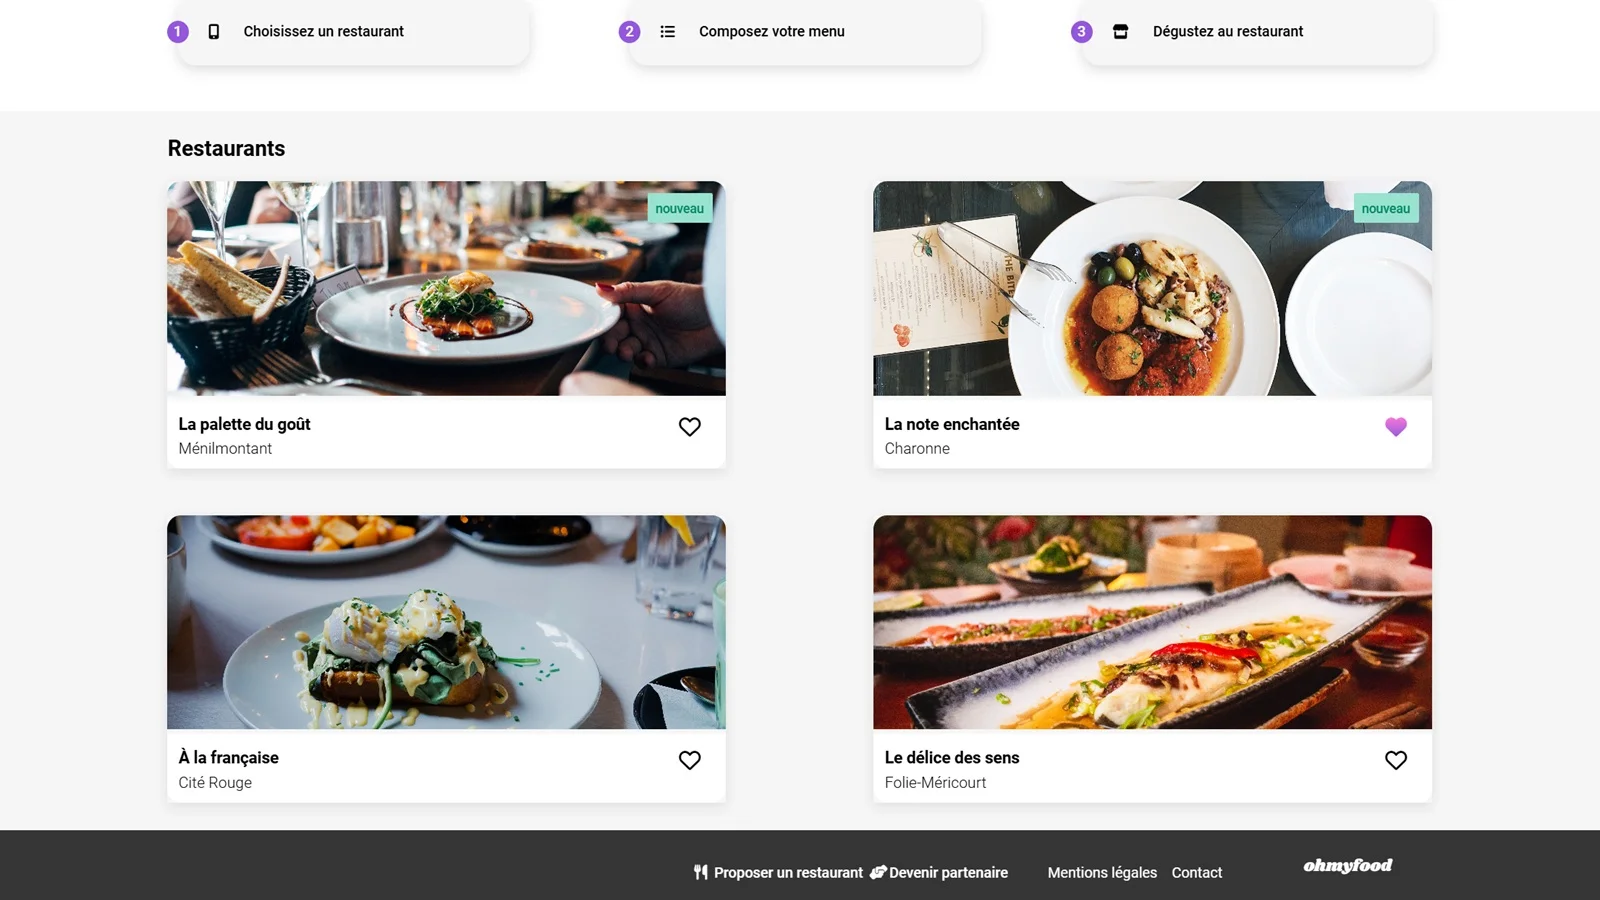 1 Choisissez un restaurant
2 Composez votre menu
3 Dégustez au restaurant
Restaurants
nouveau
La palette du goût
Ménilmontant
nouveau
THE BITE
La note enchantée
Charonne
À la française
Cité Rouge
Le délice des sens
Folie-Méricourt
Proposer un restaurant Devenir partenaire Mentions légales Contact ohmyfood